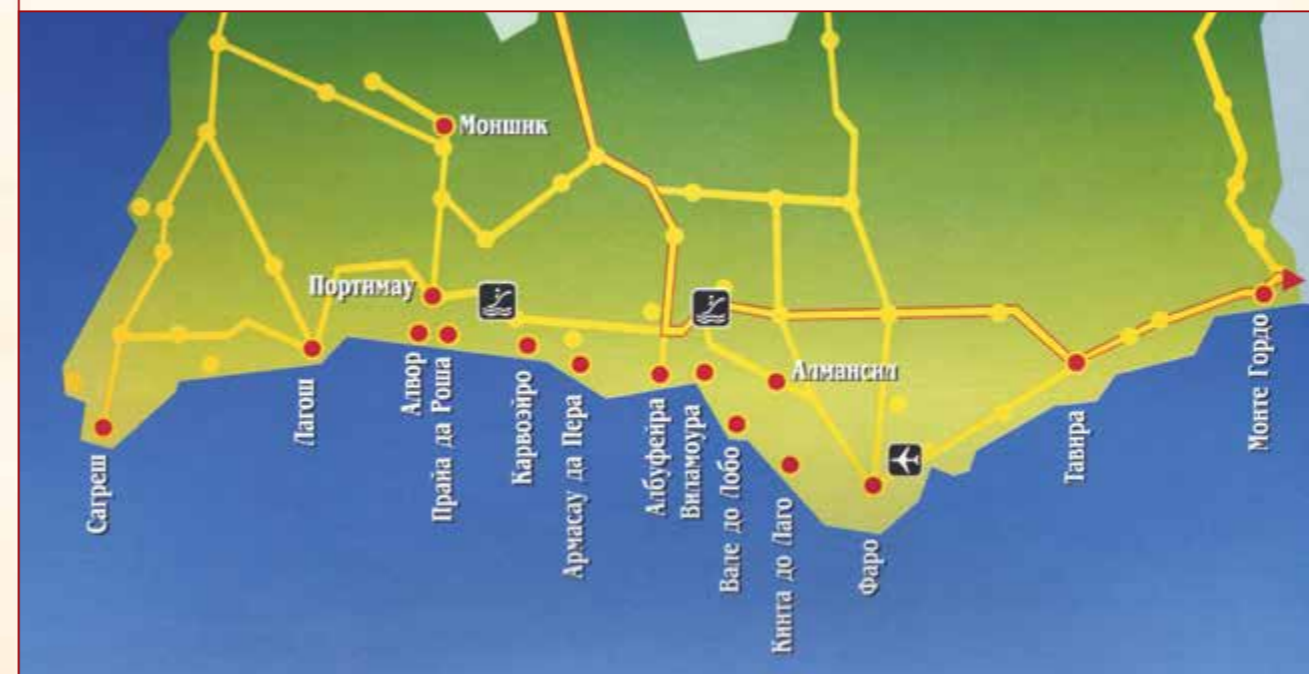 Моншик
Портимау
Алмансил
Сагреш
Лагош
Алвор
Прайа да Роша
Карвоэйро
Армасау да Пера
Албуфейра
Виламоура
Вале до Лобо
Кинта до Лаго
Фаро
Тавира
Монте Гордо